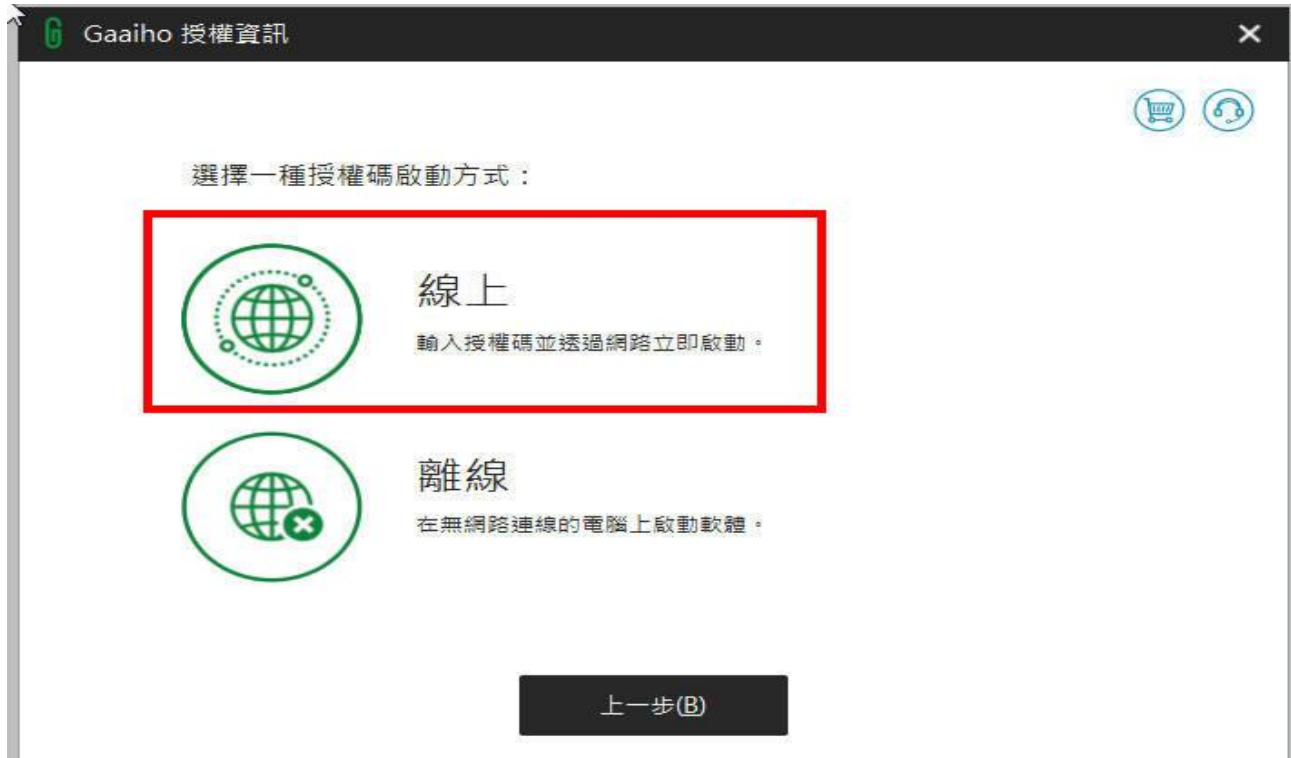 Gaaiho 授權資訊
選擇一種授權碼啟動方式：
線上
輸入授權碼並透過網路立即啟動。
離線
在無網路連線的電腦上啟動軟體。
上一步(B)